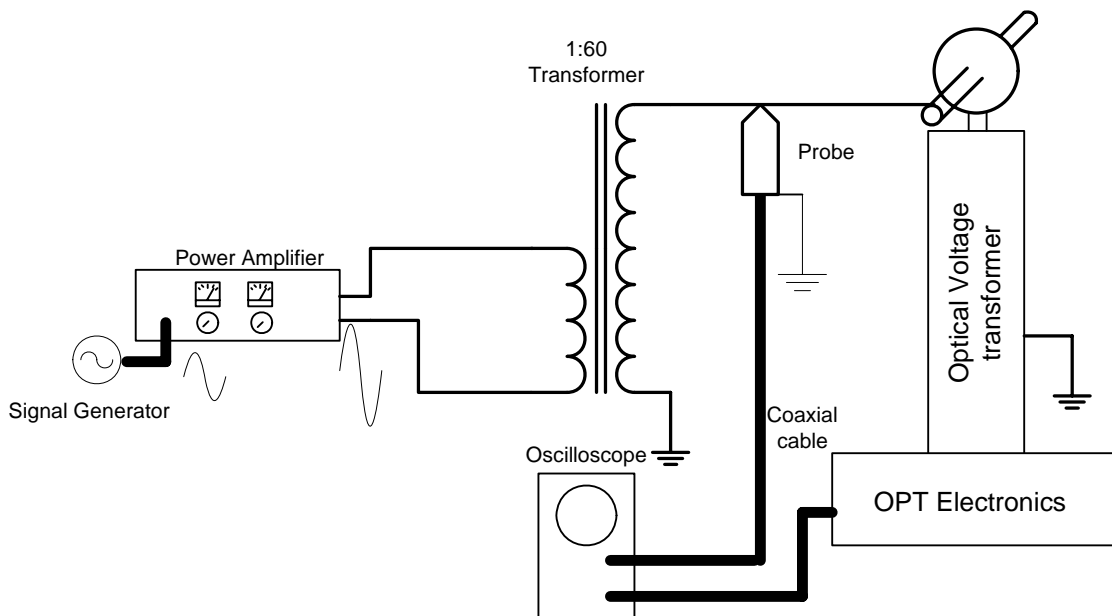 1:60
Transformer
Probe
Power Amplifier
Optical Voltage
transformer
Signal Generator
Coaxial
cable
Oscilloscope
OPT Electronics